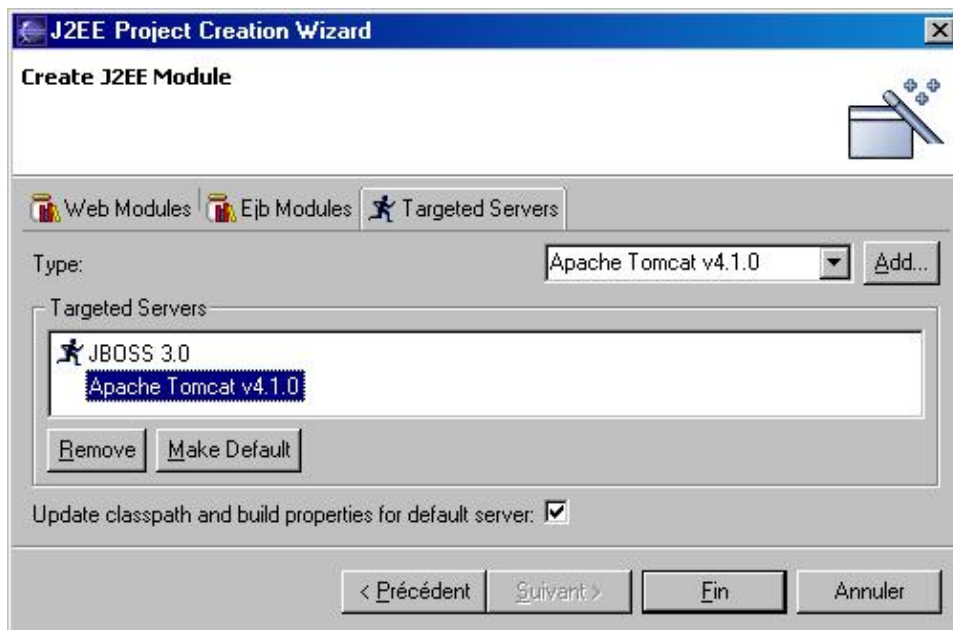 J2EE Project Creation Wizard
Create J2EE Module
Web Modules Ejb Modules Targeted Servers
Type: Apache Tomcat v4.1.0 Add...
Targeted Servers
JBOSS 3.0
Apache Tomcat v4.1.0
Remove Make Default
Update classpath and build properties for default server:
< Précédent Suivant > Fin Annuler